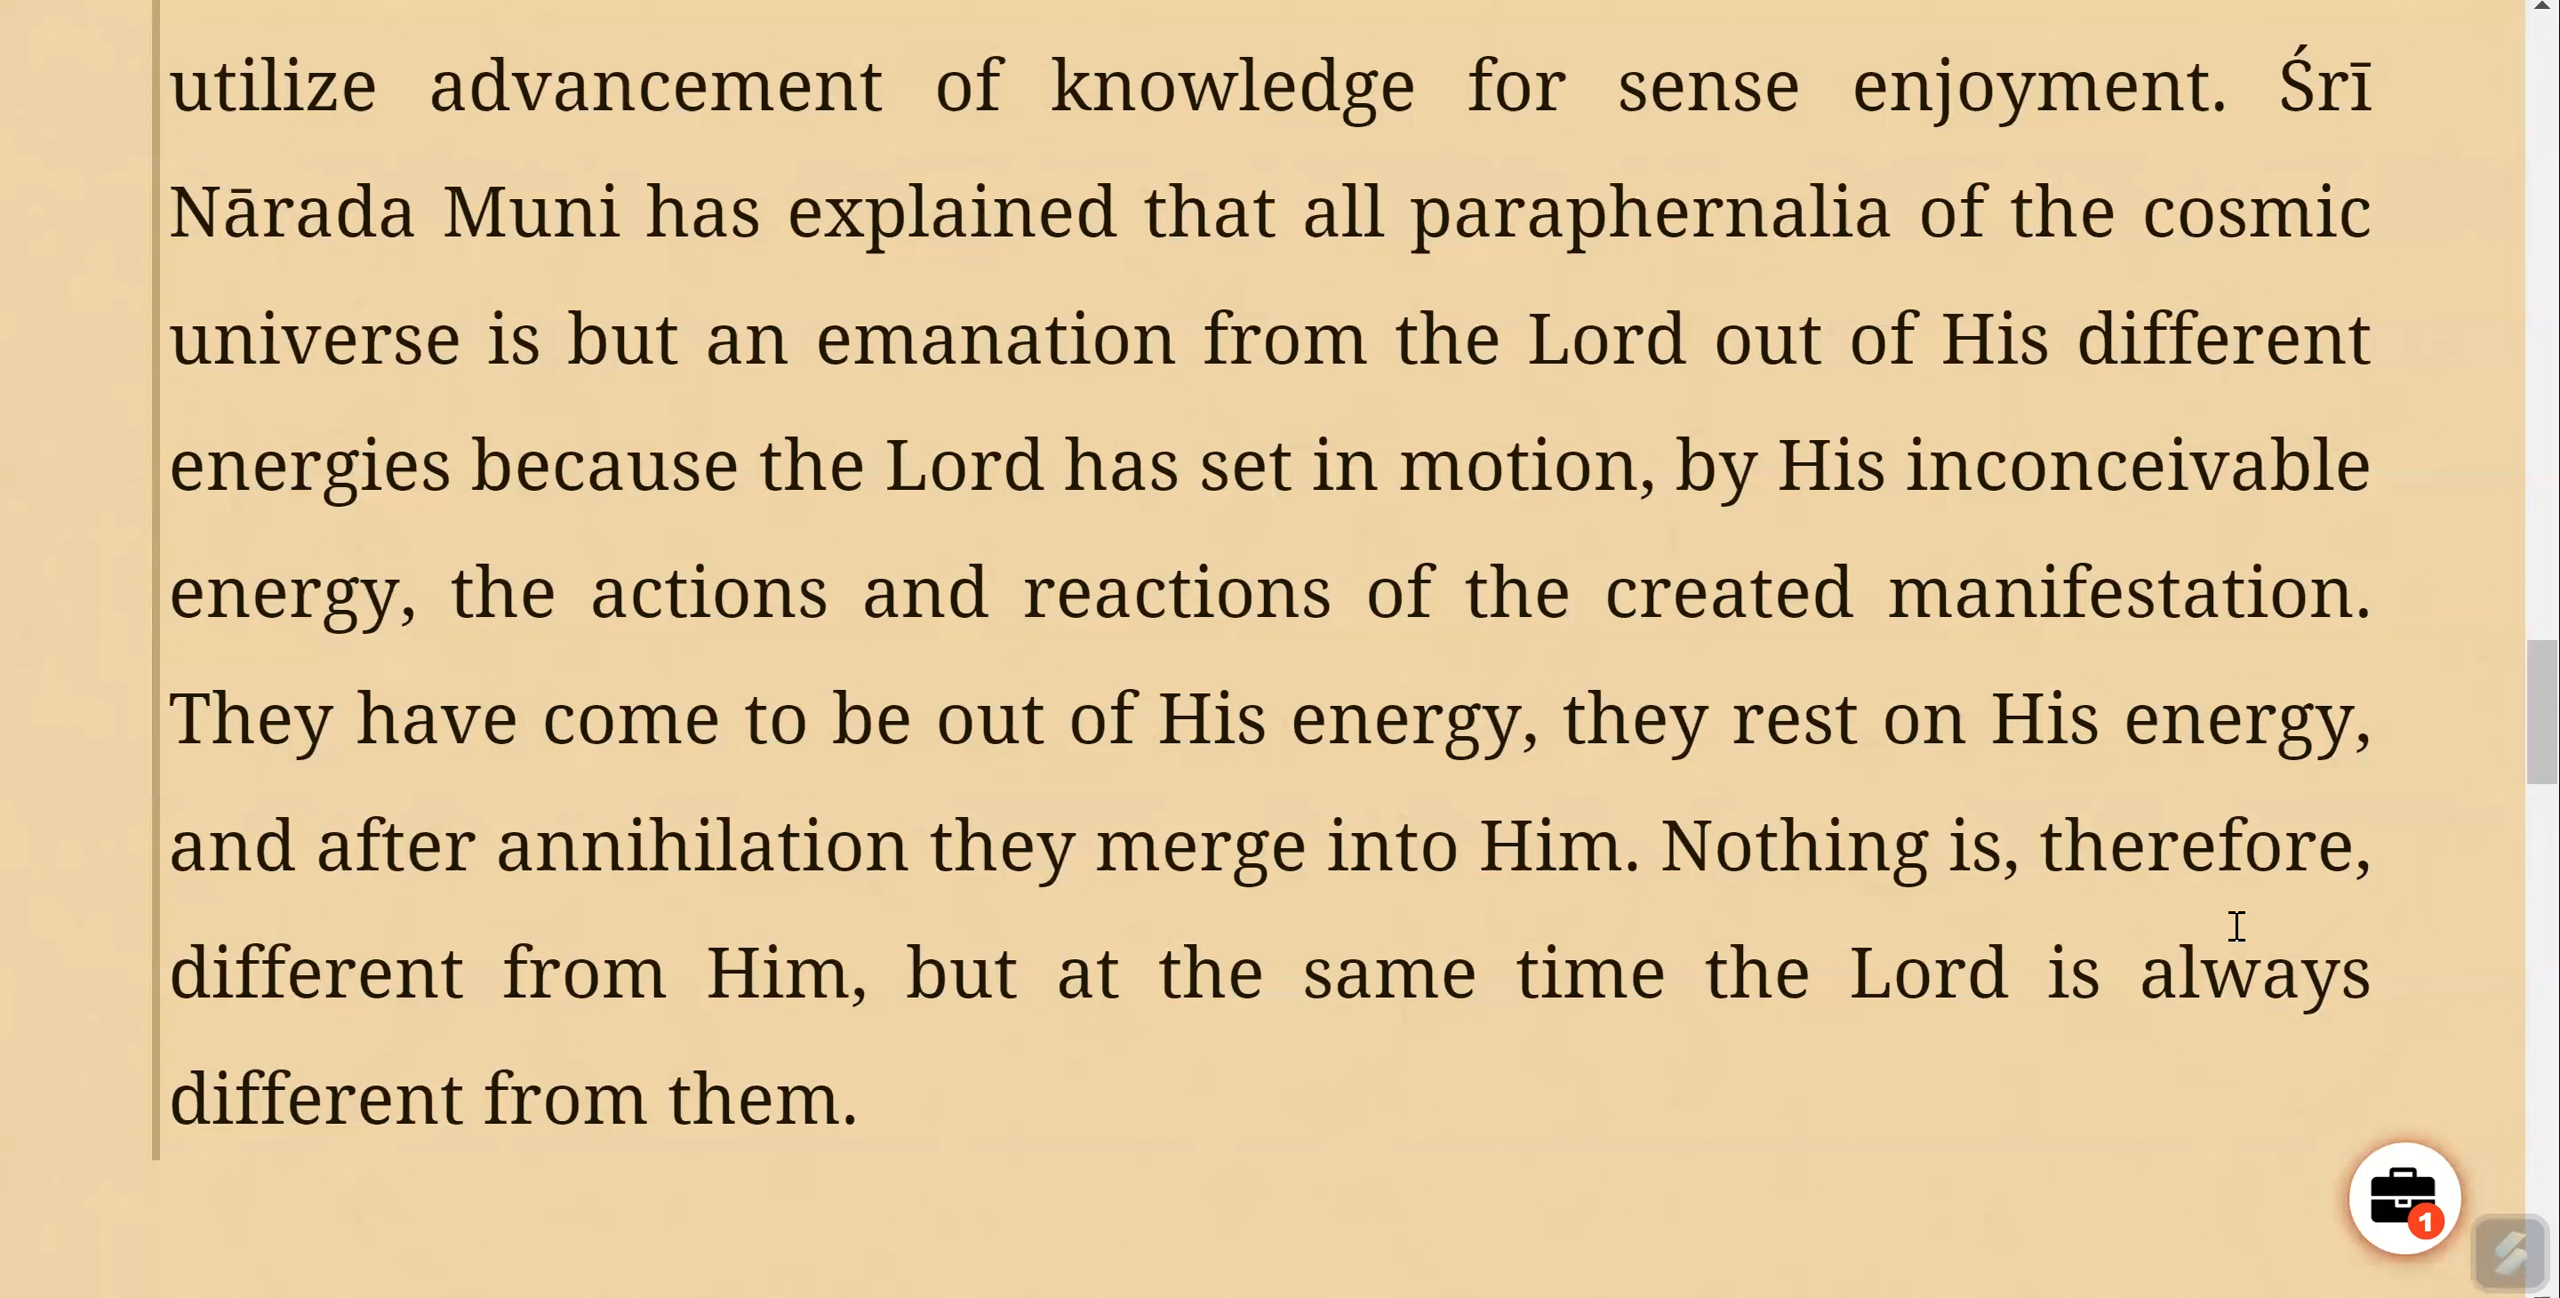 utilize advancement of knowledge for sense enjoyment. Śrī
Nārada Muni has explained that all paraphernalia of the cosmic
universe is but an emanation from the Lord out of His different
energies because the Lord has set in motion, by His inconceivable
energy, the actions and reactions of the created manifestation.
They have come to be out of His energy, they rest on His energy,
and after annihilation they merge into Him. Nothing is, therefore,
different from Him, but at the same time the Lord is always
different from them.
1